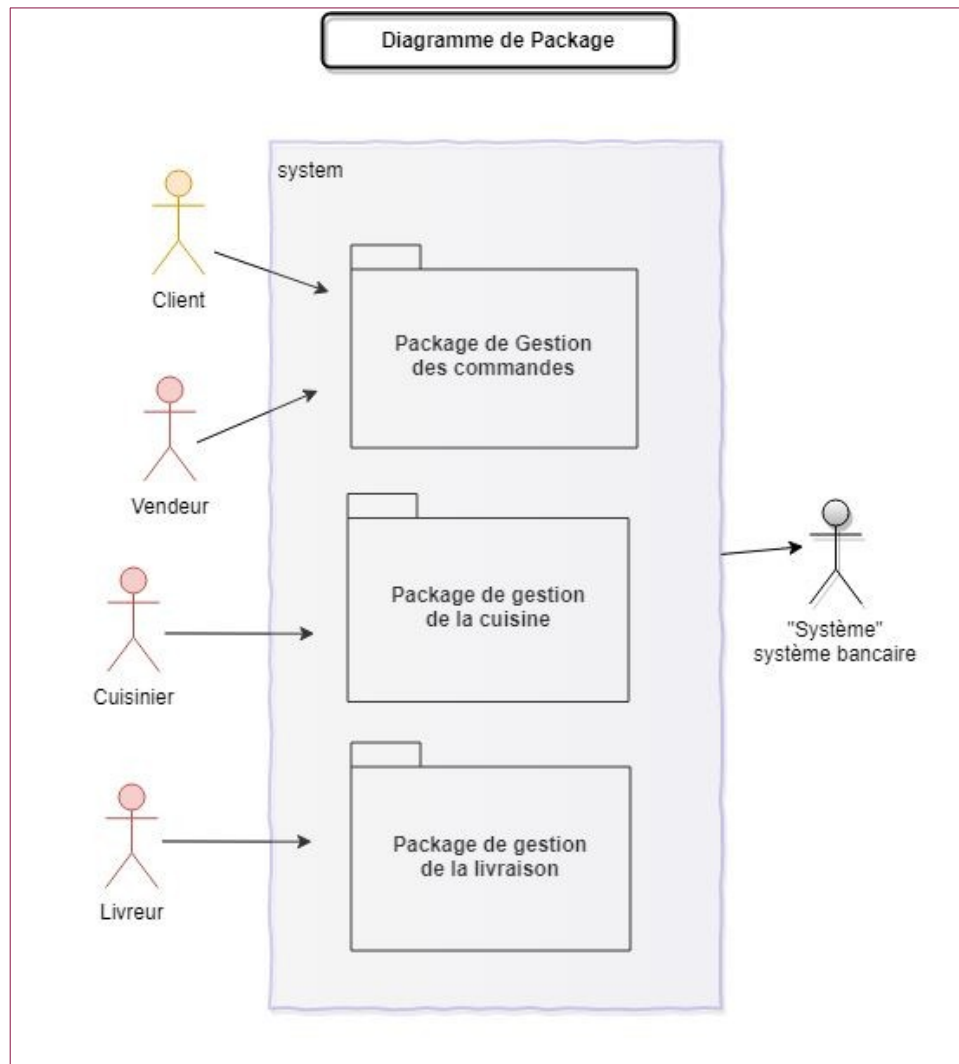 Diagramme de Package
system
Client
Package de Gestion
des commandes
Vendeur
Package de gestion
de la cuisine
"Système"
système bancaire
Cuisinier
Package de gestion
de la livraison
Livreur